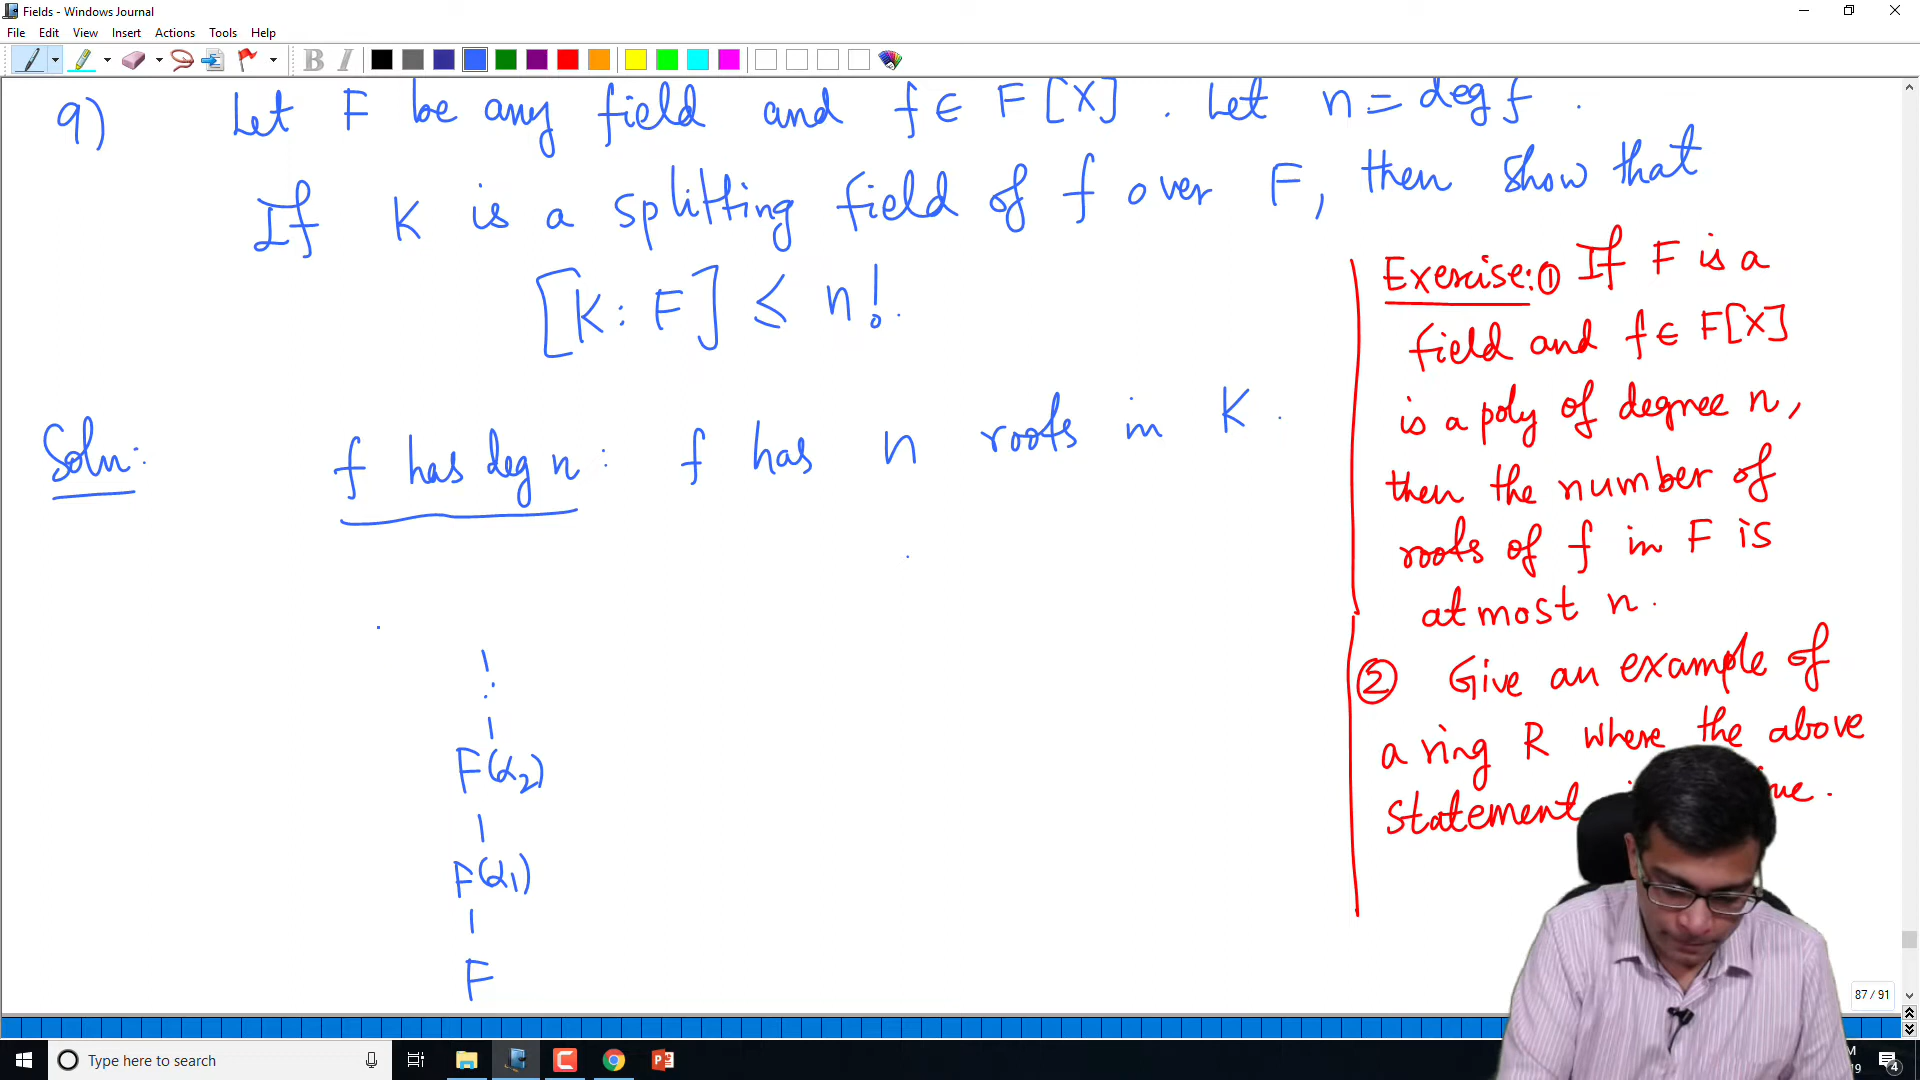 Fields - Windows Journal
File Edit View Insert Actions Tools Help
B I
9) Let F be any field and f ∈ F[X]. Let n = deg f.
If K is a splitting field of f over F, then show that
[K : F] ≤ n!.
Soln: f has deg n: f has n roots in K.
F(α2)
F(α1)
F
Exercise: ① If F is a
field and f ∈ F[X]
is a poly of degree n,
then the number of
roots of f in F is
atmost n.
② Give an example of
a ring R where the above
statement
87 / 91
Type here to search
4